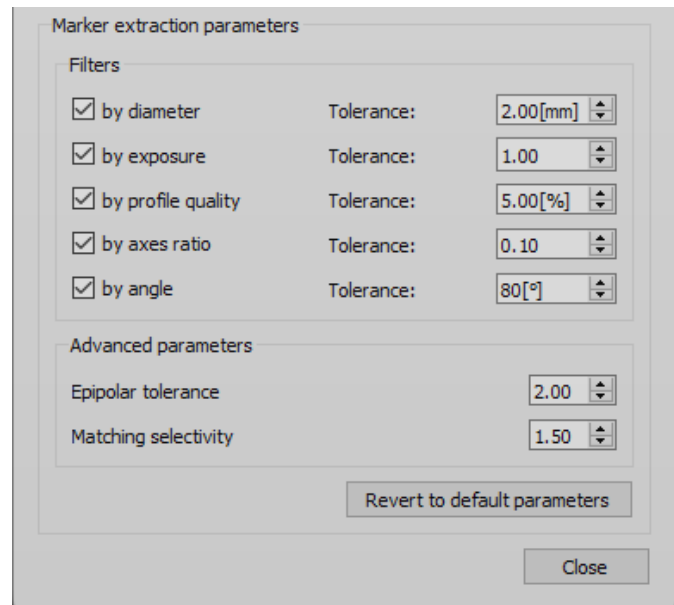 Marker extraction parameters
Filters
by diameter Tolerance: 2.00[mm]
by exposure Tolerance: 1.00
by profile quality Tolerance: 5.00[%]
by axes ratio Tolerance: 0.10
by angle Tolerance: 80[°]
Advanced parameters
Epipolar tolerance 2.00
Matching selectivity 1.50
Revert to default parameters
Close